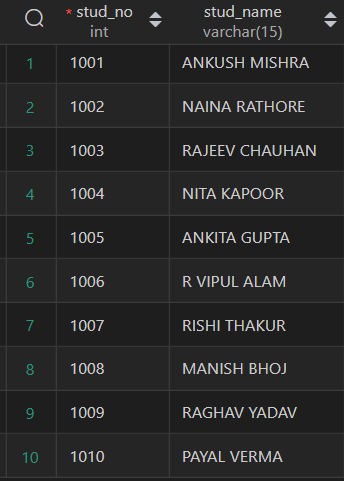 * stud_no stud_name
int varchar(15)
1 1001 ANKUSH MISHRA
2 1002 NAINA RATHORE
3 1003 RAJEEV CHAUHAN
4 1004 NITA KAPOOR
5 1005 ANKITA GUPTA
6 1006 R VIPUL ALAM
7 1007 RISHI THAKUR
8 1008 MANISH BHOJ
9 1009 RAGHAV YADAV
10 1010 PAYAL VERMA